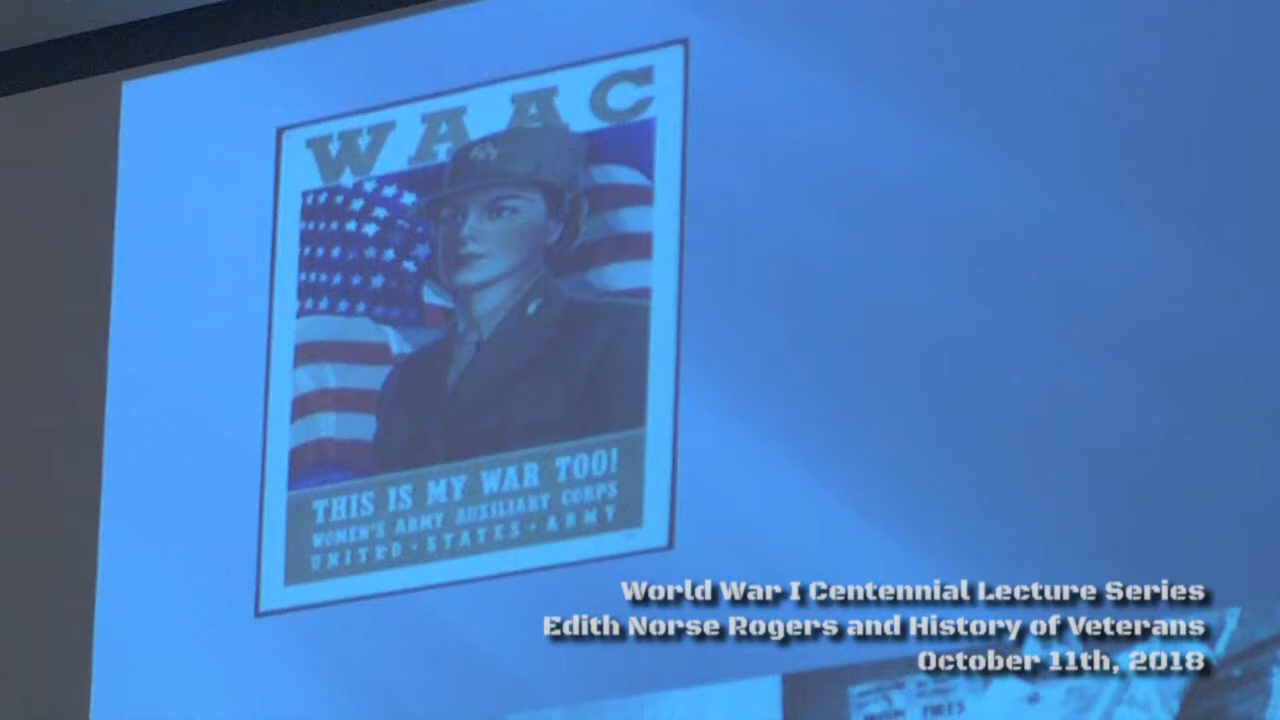 WAAC
THIS IS MY WAR TOO!
WOMEN'S ARMY AUXILIARY CORPS
UNITED · STATES · ARMY
World War I Centennial Lecture Series
Edith Norse Rogers and History of Veterans
October 11th, 2018